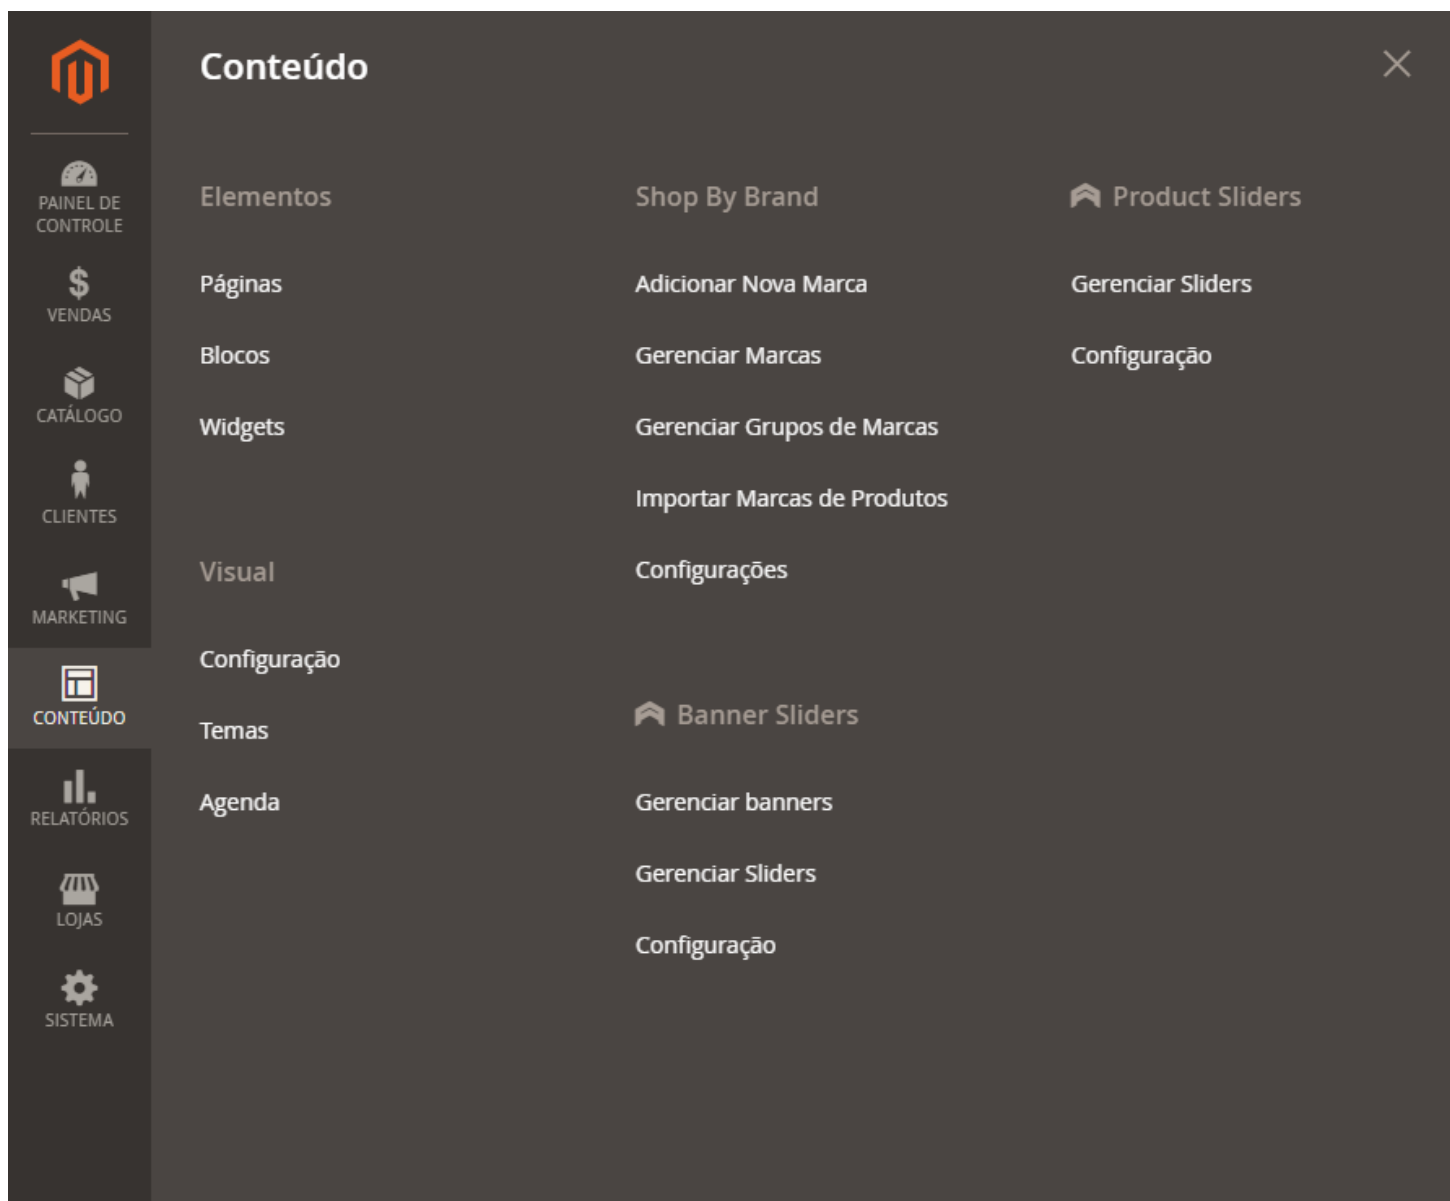 Conteúdo
PAINEL DE
CONTROLE
VENDAS
CATÁLOGO
CLIENTES
MARKETING
CONTEÚDO
RELATÓRIOS
LOJAS
SISTEMA
Elementos
Páginas
Blocos
Widgets
Visual
Configuração
Temas
Agenda
Shop By Brand
Adicionar Nova Marca
Gerenciar Marcas
Gerenciar Grupos de Marcas
Importar Marcas de Produtos
Configurações
Banner Sliders
Gerenciar banners
Gerenciar Sliders
Configuração
Product Sliders
Gerenciar Sliders
Configuração